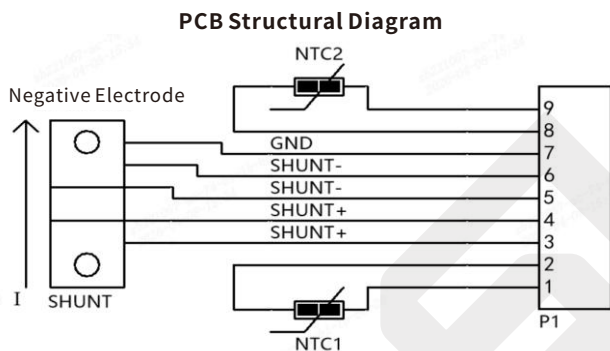 PCB Structural Diagram
NTC2
Negative Electrode
9
8
GND
7
SHUNT-
6
SHUNT-
5
SHUNT+
4
SHUNT+
3
2
1
I
SHUNT
P1
NTC1